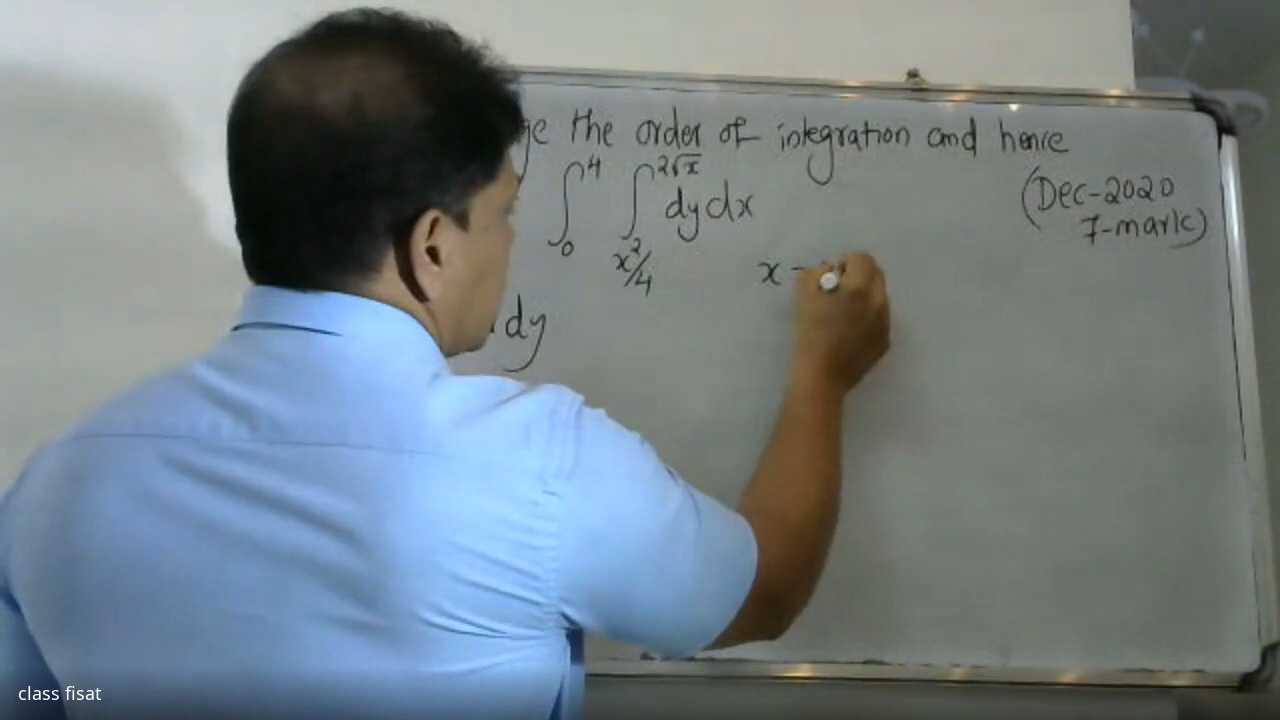 ge the order of integration and hence
∫₀⁴ ∫_{x²/4}^{2√x} dy dx
(Dec-2020
7-mark)
x -
dy
class fisat